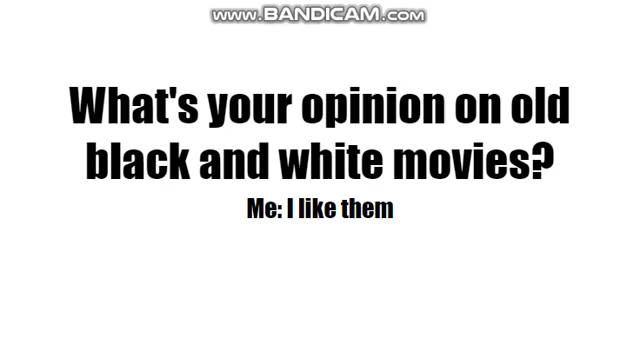 www.BANDICAM.com
What's your opinion on old
black and white movies?
Me: I like them